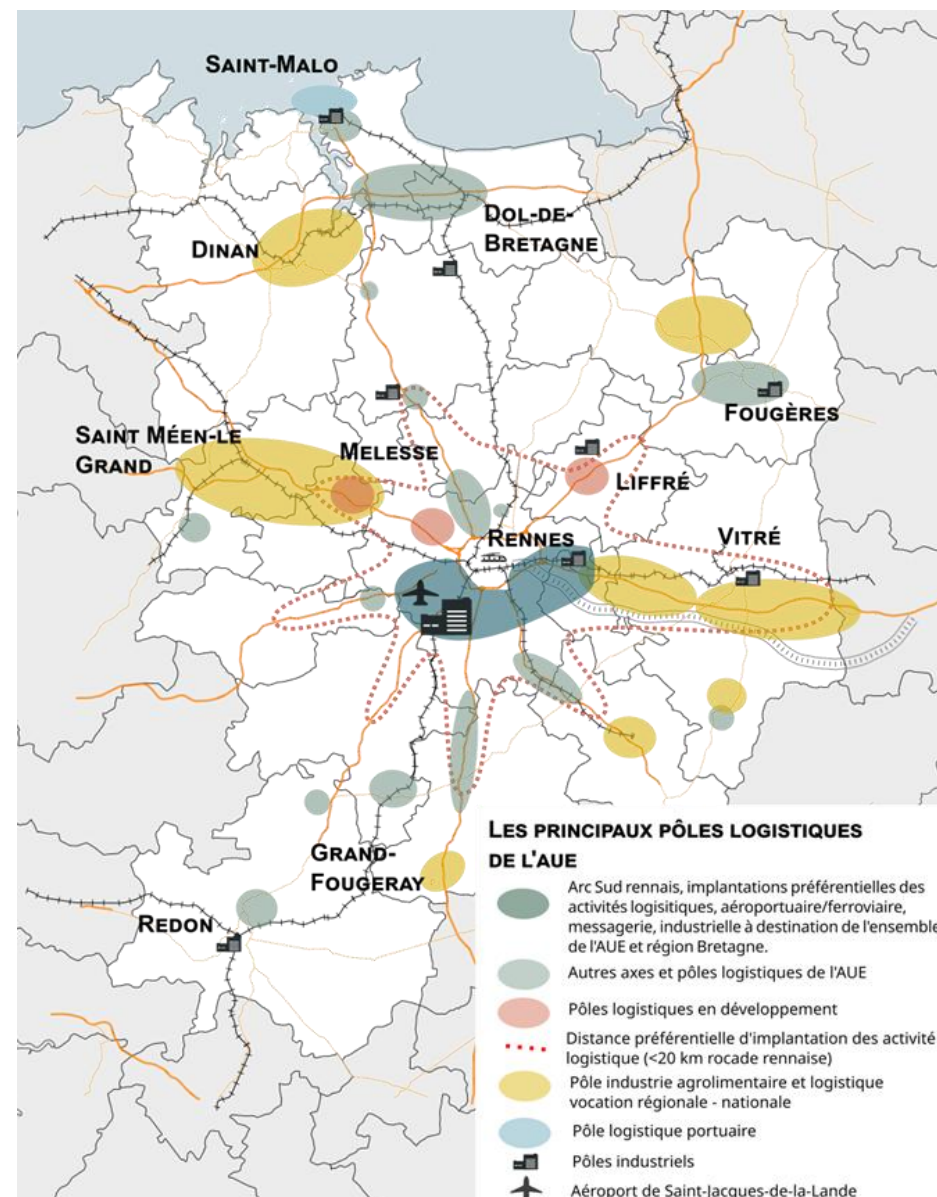 SAINT-MALO
DOL-DE-
BRETAGNE
DINAN
FOUGÈRES
SAINT MÉEN-LE
GRAND
MELESSE
LIFFRÉ
RENNES
VITRÉ
GRAND-
FOUGERAY
REDON
LES PRINCIPAUX PÔLES LOGISTIQUES
DE L'AUE
Arc Sud rennais, implantations préférentielles des
activités logisitiques, aéroportuaire/ferroviaire,
messagerie, industrielle à destination de l'ensemble
de l'AUE et région Bretagne.
Autres axes et pôles logistiques de l'AUE
Pôles logistiques en développement
Distance préférentielle d'implantation des activité
logistique (<20 km rocade rennaise)
Pôle industrie agrolimentaire et logistique
vocation régionale - nationale
Pôle logistique portuaire
Pôles industriels
Aéroport de Saint-Jacques-de-la-Lande